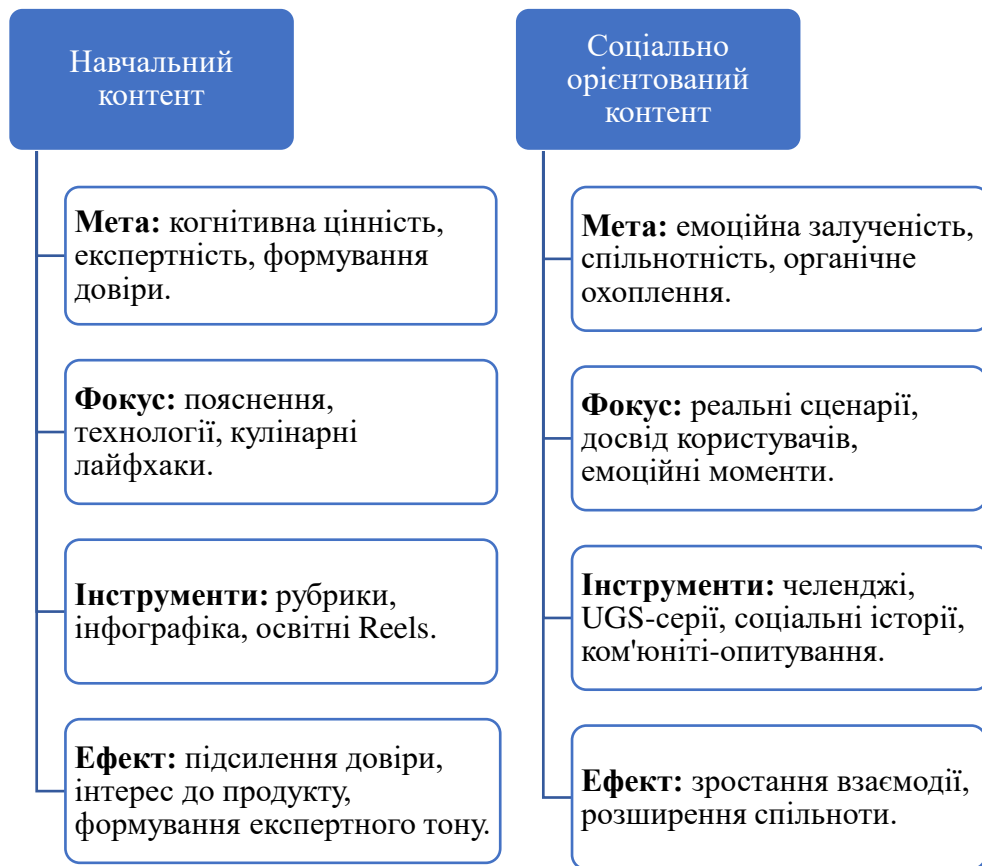 Навчальний
контент
Мета: когнітивна цінність,
експертність, формування
довіри.
Фокус: пояснення,
технології, кулінарні
лайфхаки.
Інструменти: рубрики,
інфографіка, освітні Reels.
Ефект: підсилення довіри,
інтерес до продукту,
формування експертного тону.
Соціально
орієнтований
контент
Мета: емоційна залученість,
спільнотність, органічне
охоплення.
Фокус: реальні сценарії,
досвід користувачів,
емоційні моменти.
Інструменти: челенджі,
UGS-серії, соціальні історії,
ком'юніті-опитування.
Ефект: зростання взаємодії,
розширення спільноти.